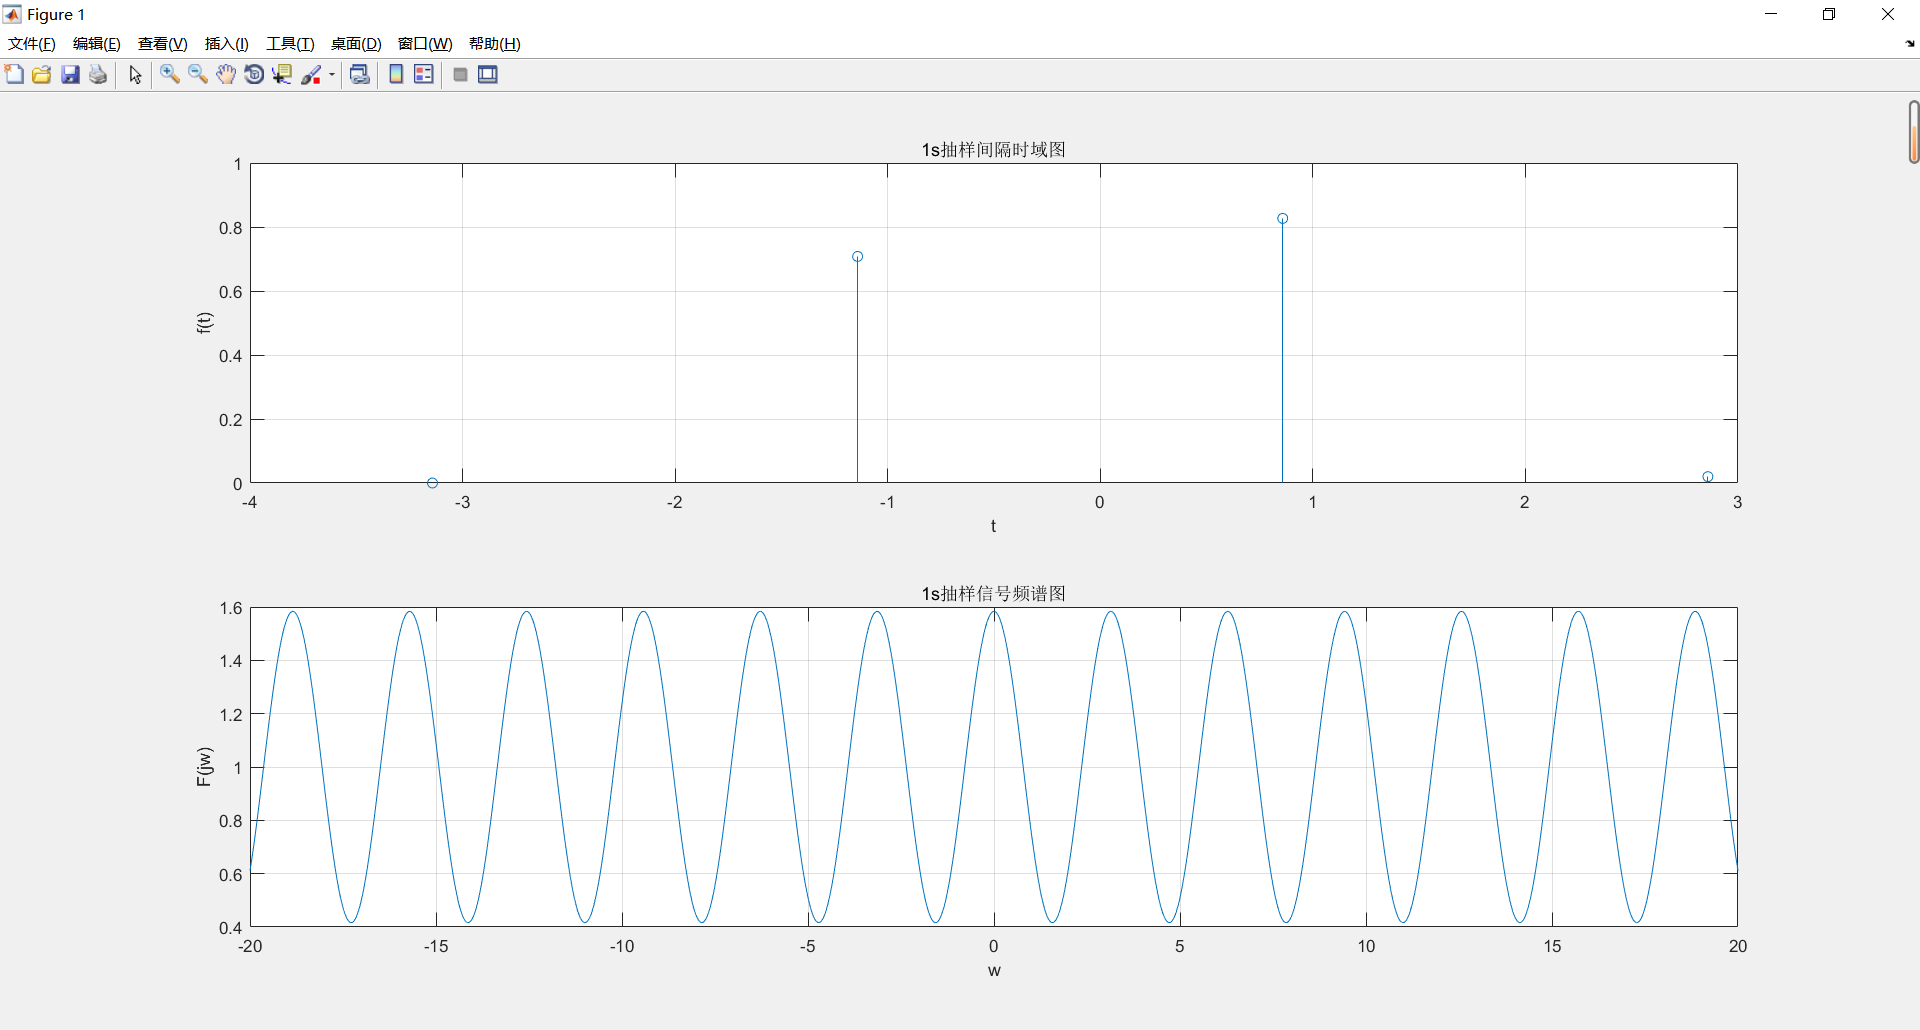 Figure 1
文件(F) 编辑(E) 查看(V) 插入(I) 工具(T) 桌面(D) 窗口(W) 帮助(H)
1s抽样间隔时域图
1
0.8
0.6
0.4
0.2
0
f(t)
-4 -3 -2 -1 0 1 2 3
t
1s抽样信号频谱图
1.6
1.4
1.2
1
0.8
0.6
0.4
F(jw)
-20 -15 -10 -5 0 5 10 15 20
w